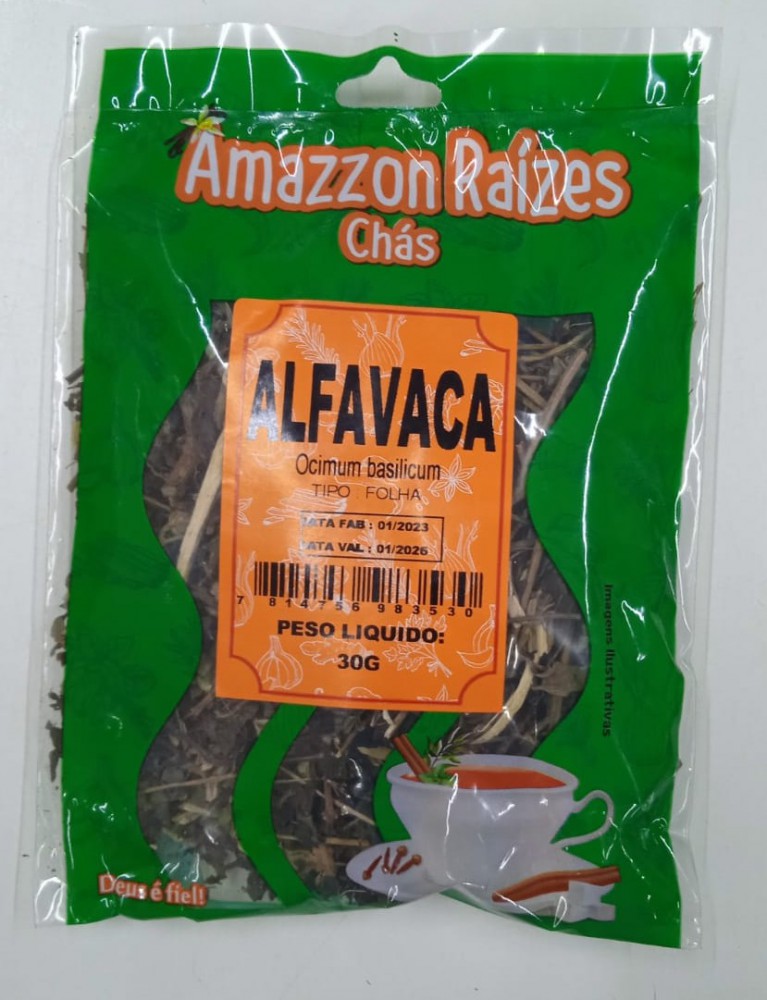 Amazzon Raízes
Chás
ALFAVACA
Ocimum basilicum
TIPO FOLHA
DATA FAB : 01/2023
DATA VAL : 01/2026
7 814756 983530
PESO LIQUIDO:
30G
Imagens ilustrativas
Deus é fiel!